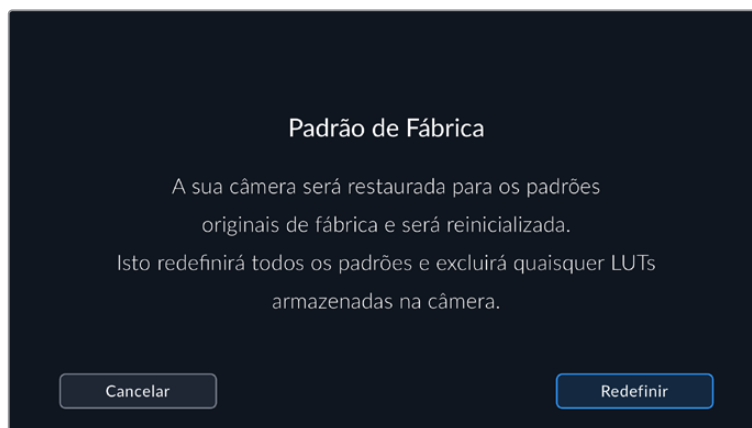 Padrão de Fábrica
A sua câmera será restaurada para os padrões
originais de fábrica e será reinicializada.
Isto redefinirá todos os padrões e excluirá quaisquer LUTs
armazenadas na câmera.
Cancelar
Redefinir